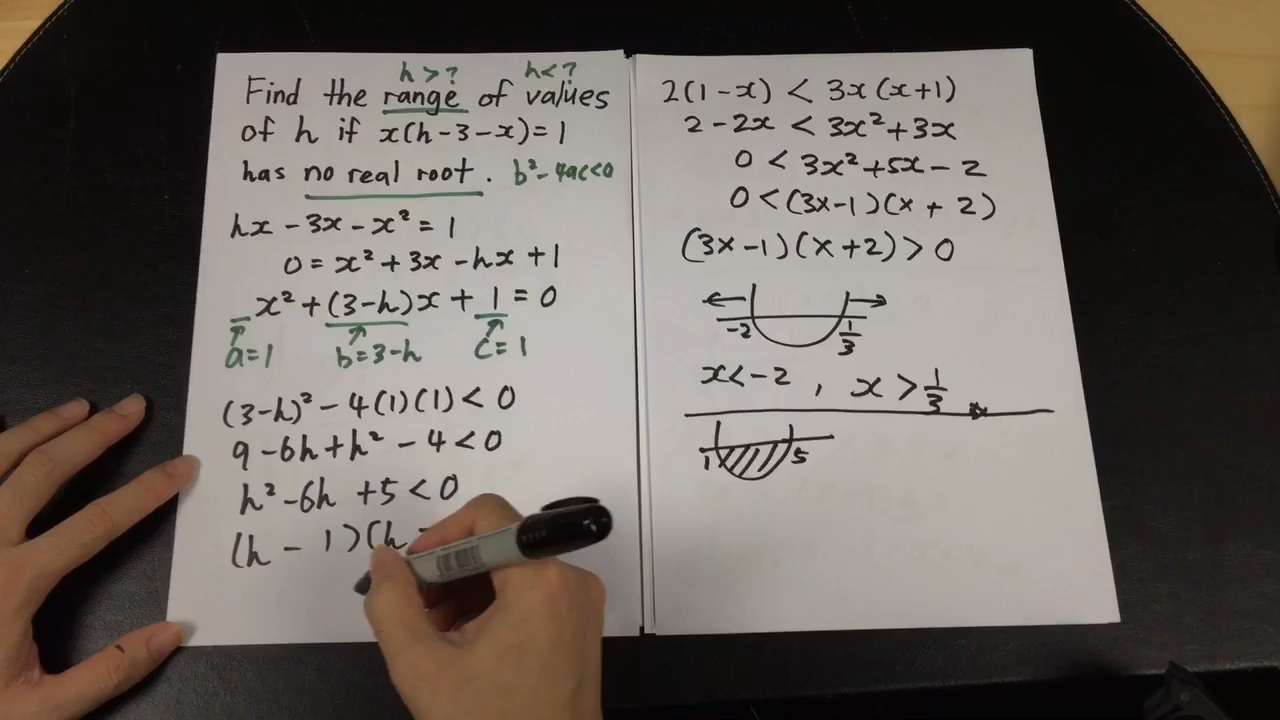 h>? h<?
Find the range of values
of h if x(h-3-x)=1
has no real root. b²-4ac<0
hx - 3x - x² = 1
0 = x² + 3x - hx + 1
_x² + (3-h)x + 1 = 0
a=1 b=3-h c=1
(3-h)² - 4(1)(1) < 0
9 - 6h + h² - 4 < 0
h² - 6h + 5 < 0
(h - 1)(h -
2(1-x) < 3x(x+1)
2 - 2x < 3x² + 3x
0 < 3x² + 5x - 2
0 < (3x-1)(x+2)
(3x-1)(x+2) > 0
-2 1/3
x < -2 , x > 1/3
1 5